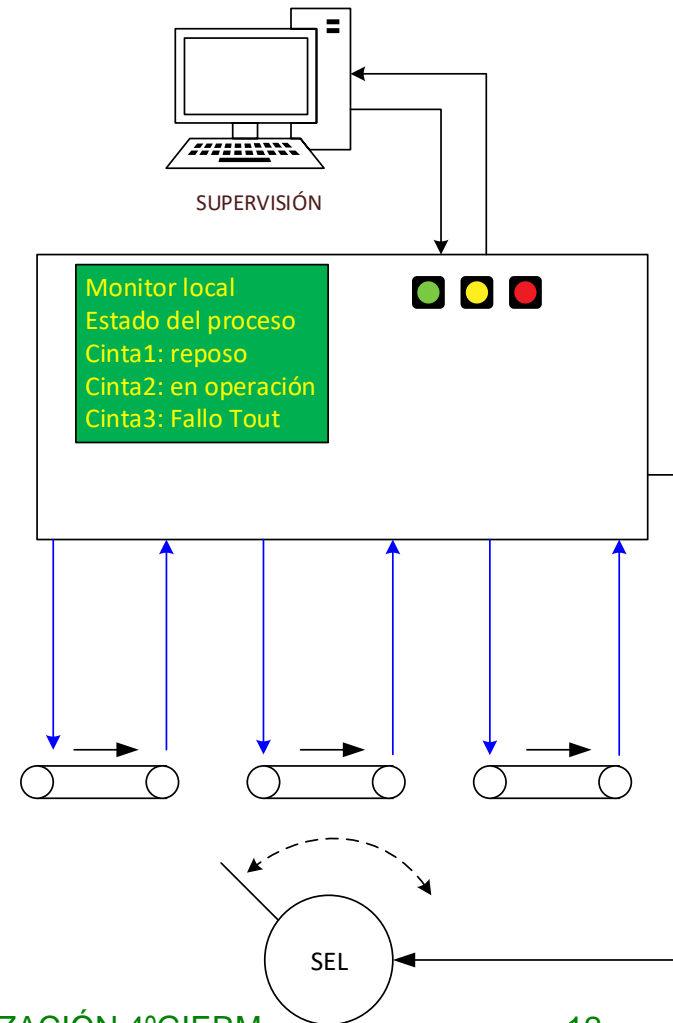 SUPERVISIÓN
Monitor local
Estado del proceso
Cinta1: reposo
Cinta2: en operación
Cinta3: Fallo Tout
SEL